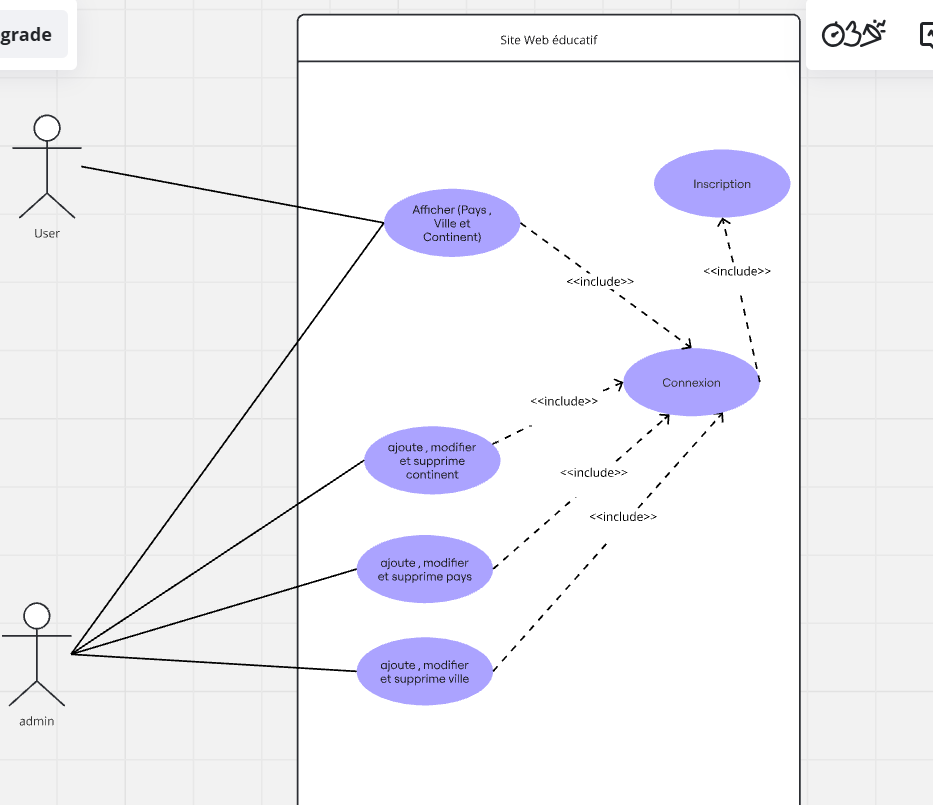 grade
Site Web éducatif
User
Afficher (Pays ,
Ville et
Continent)
Inscription
<<include>>
<<include>>
Connexion
<<include>>
ajoute , modifier
et supprime
continent
<<include>>
<<include>>
ajoute , modifier
et supprime pays
ajoute , modifier
et supprime ville
admin